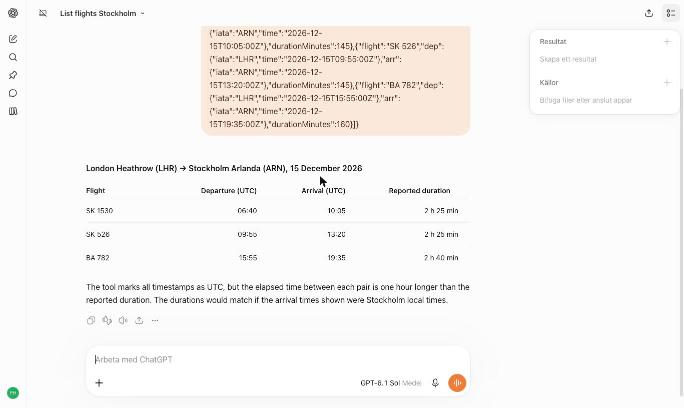 List flights Stockholm
{"iata":"ARN","time":"2026-12-
15T10:05:00Z"},"durationMinutes":145},{"flight":"SK 526","dep":
{"iata":"LHR","time":"2026-12-15T09:55:00Z"},"arr":
{"iata":"ARN","time":"2026-12-
15T13:20:00Z"},"durationMinutes":145},{"flight":"BA 782","dep":
{"iata":"LHR","time":"2026-12-15T15:55:00Z"},"arr":
{"iata":"ARN","time":"2026-12-
15T19:35:00Z"},"durationMinutes":160}]}
Resultat
Skapa ett resultat
Källor
Bifoga filer eller anslut appar
London Heathrow (LHR) → Stockholm Arlanda (ARN), 15 December 2026
Flight Departure (UTC) Arrival (UTC) Reported duration
SK 1530 06:40 10:05 2 h 25 min
SK 526 09:55 13:20 2 h 25 min
BA 782 15:55 19:35 2 h 40 min
The tool marks all timestamps as UTC, but the elapsed time between each pair is one hour longer than the
reported duration. The durations would match if the arrival times shown were Stockholm local times.
Arbeta med ChatGPT
GPT-6.1 Sol Medel